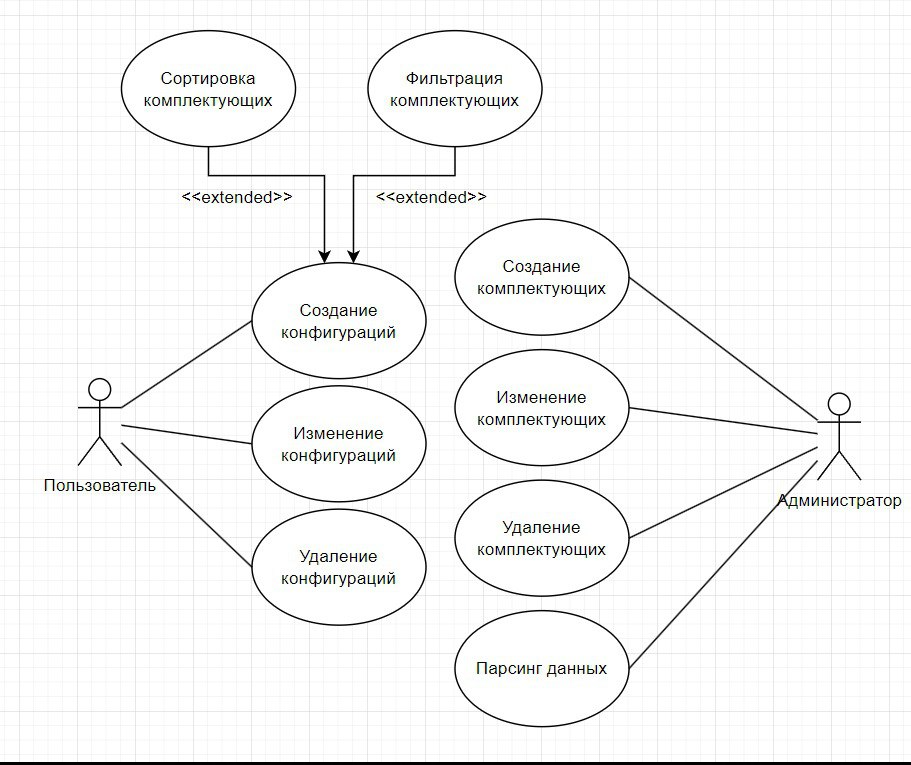 Сортировка
комплектующих
Фильтрация
комплектующих
<<extended>>
<<extended>>
Создание
комплектующих
Создание
конфигураций
Изменение
комплектующих
Изменение
конфигураций
Пользователь
Администратор
Удаление
комплектующих
Удаление
конфигураций
Парсинг данных